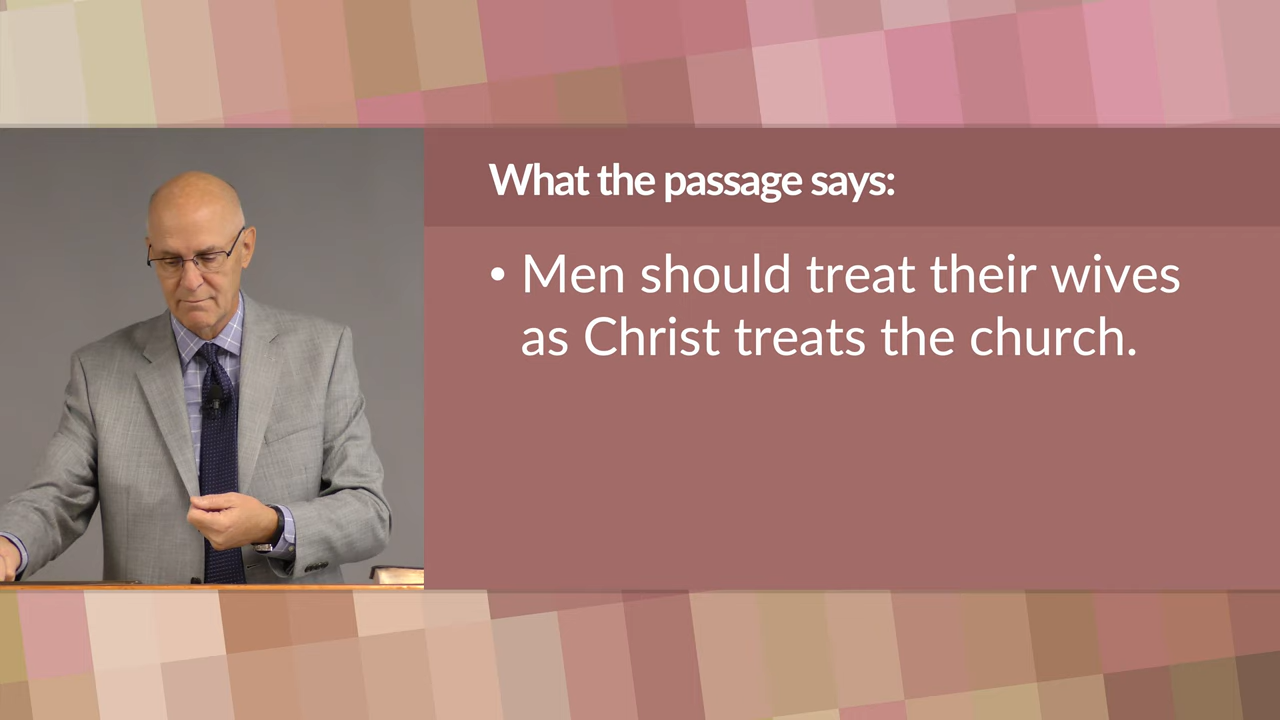 What the passage says:
• Men should treat their wives
as Christ treats the church.